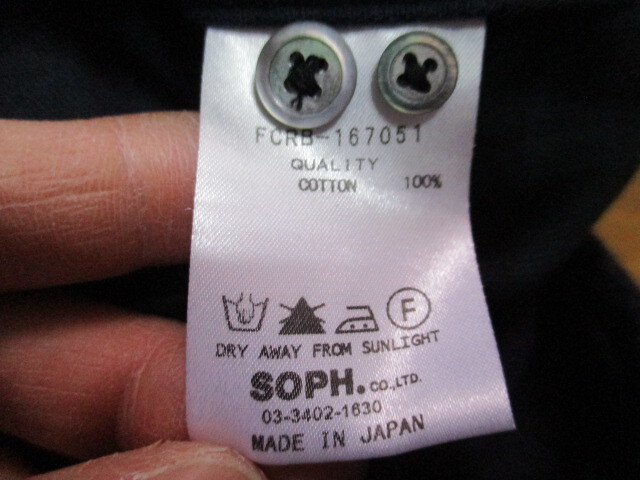 FCRB-167051
QUALITY
COTTON 100%
F
DRY AWAY FROM SUNLIGHT
SOPH. CO.,LTD.
03-3402-1630
MADE IN JAPAN